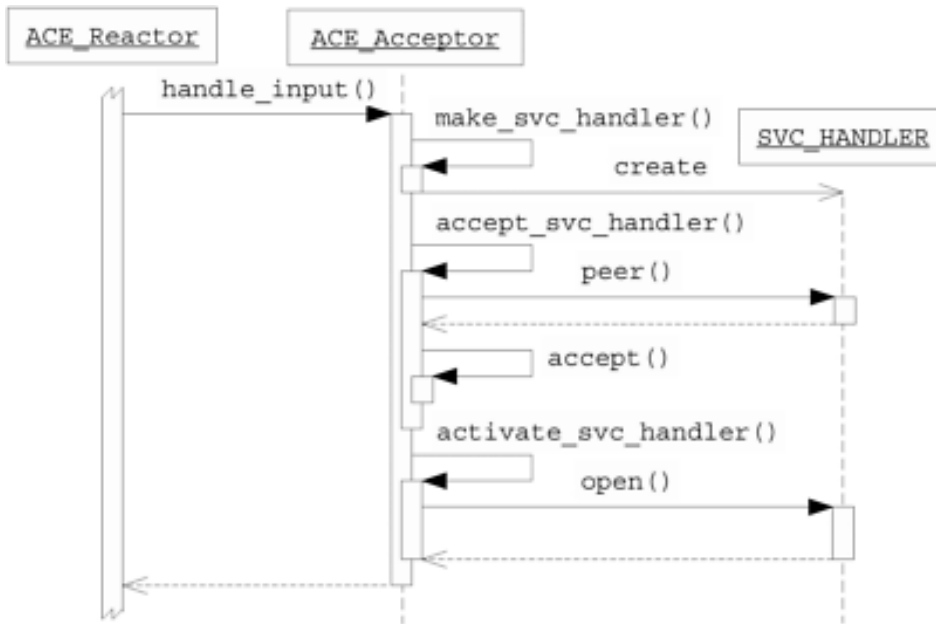 ACE_Reactor
ACE_Acceptor
handle_input()
make_svc_handler()
SVC_HANDLER
create
accept_svc_handler()
peer()
accept()
activate_svc_handler()
open()